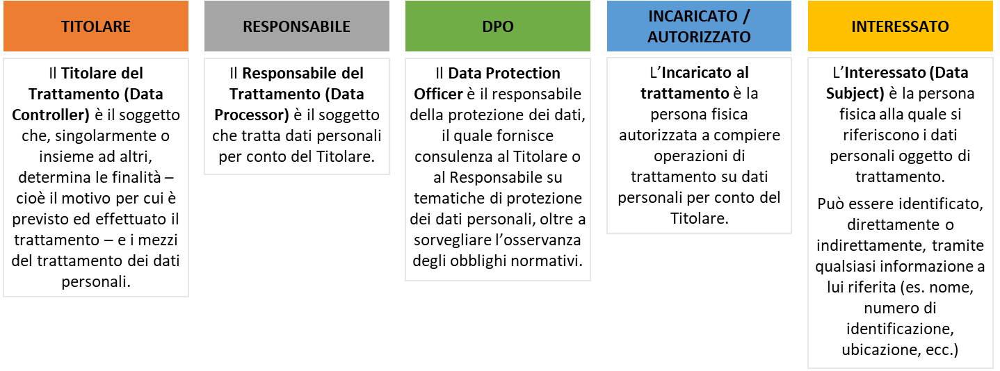 TITOLARE
Il Titolare del
Trattamento (Data
Controller) è il soggetto
che, singolarmente o
insieme ad altri,
determina le finalità –
cioè il motivo per cui è
previsto ed effettuato il
trattamento – e i mezzi
del trattamento dei dati
personali.
RESPONSABILE
Il Responsabile del
Trattamento (Data
Processor) è il soggetto
che tratta dati personali
per conto del Titolare.
DPO
Il Data Protection
Officer è il responsabile
della protezione dei dati,
il quale fornisce
consulenza al Titolare o
al Responsabile su
tematiche di protezione
dei dati personali, oltre a
sorvegliare l’osservanza
degli obblighi normativi.
INCARICATO /
AUTORIZZATO
L’Incaricato al
trattamento è la
persona fisica
autorizzata a compiere
operazioni di
trattamento su dati
personali per conto del
Titolare.
INTERESSATO
L’Interessato (Data
Subject) è la persona
fisica alla quale si
riferiscono i dati
personali oggetto di
trattamento.
Può essere identificato,
direttamente o
indirettamente, tramite
qualsiasi informazione a
lui riferita (es. nome,
numero di
identificazione,
ubicazione, ecc.)